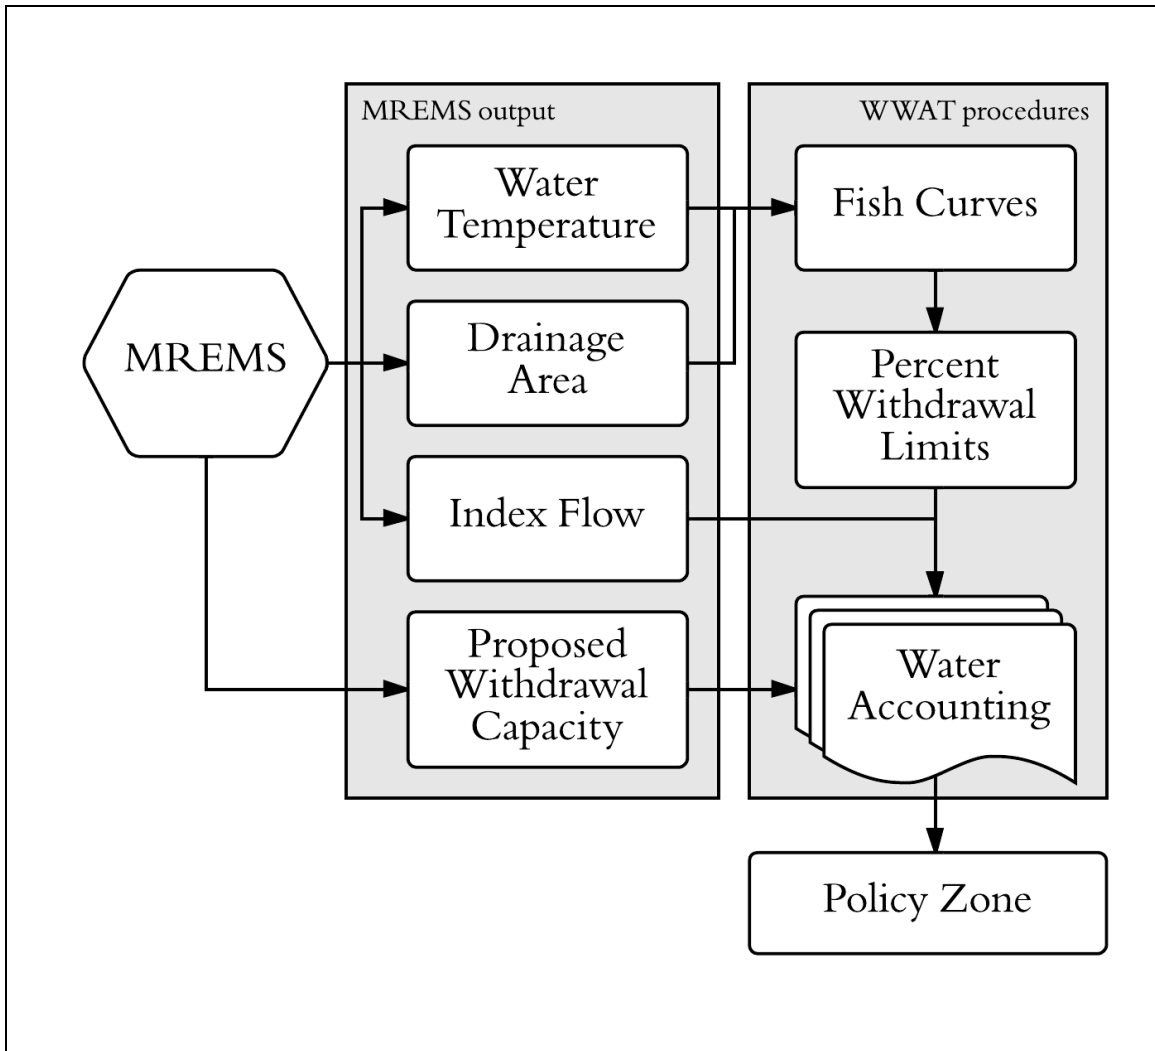 MREMS output
WWAT procedures
Water
Temperature
Fish Curves
MREMS
Drainage
Area
Percent
Withdrawal
Limits
Index Flow
Proposed
Withdrawal
Capacity
Water
Accounting
Policy Zone